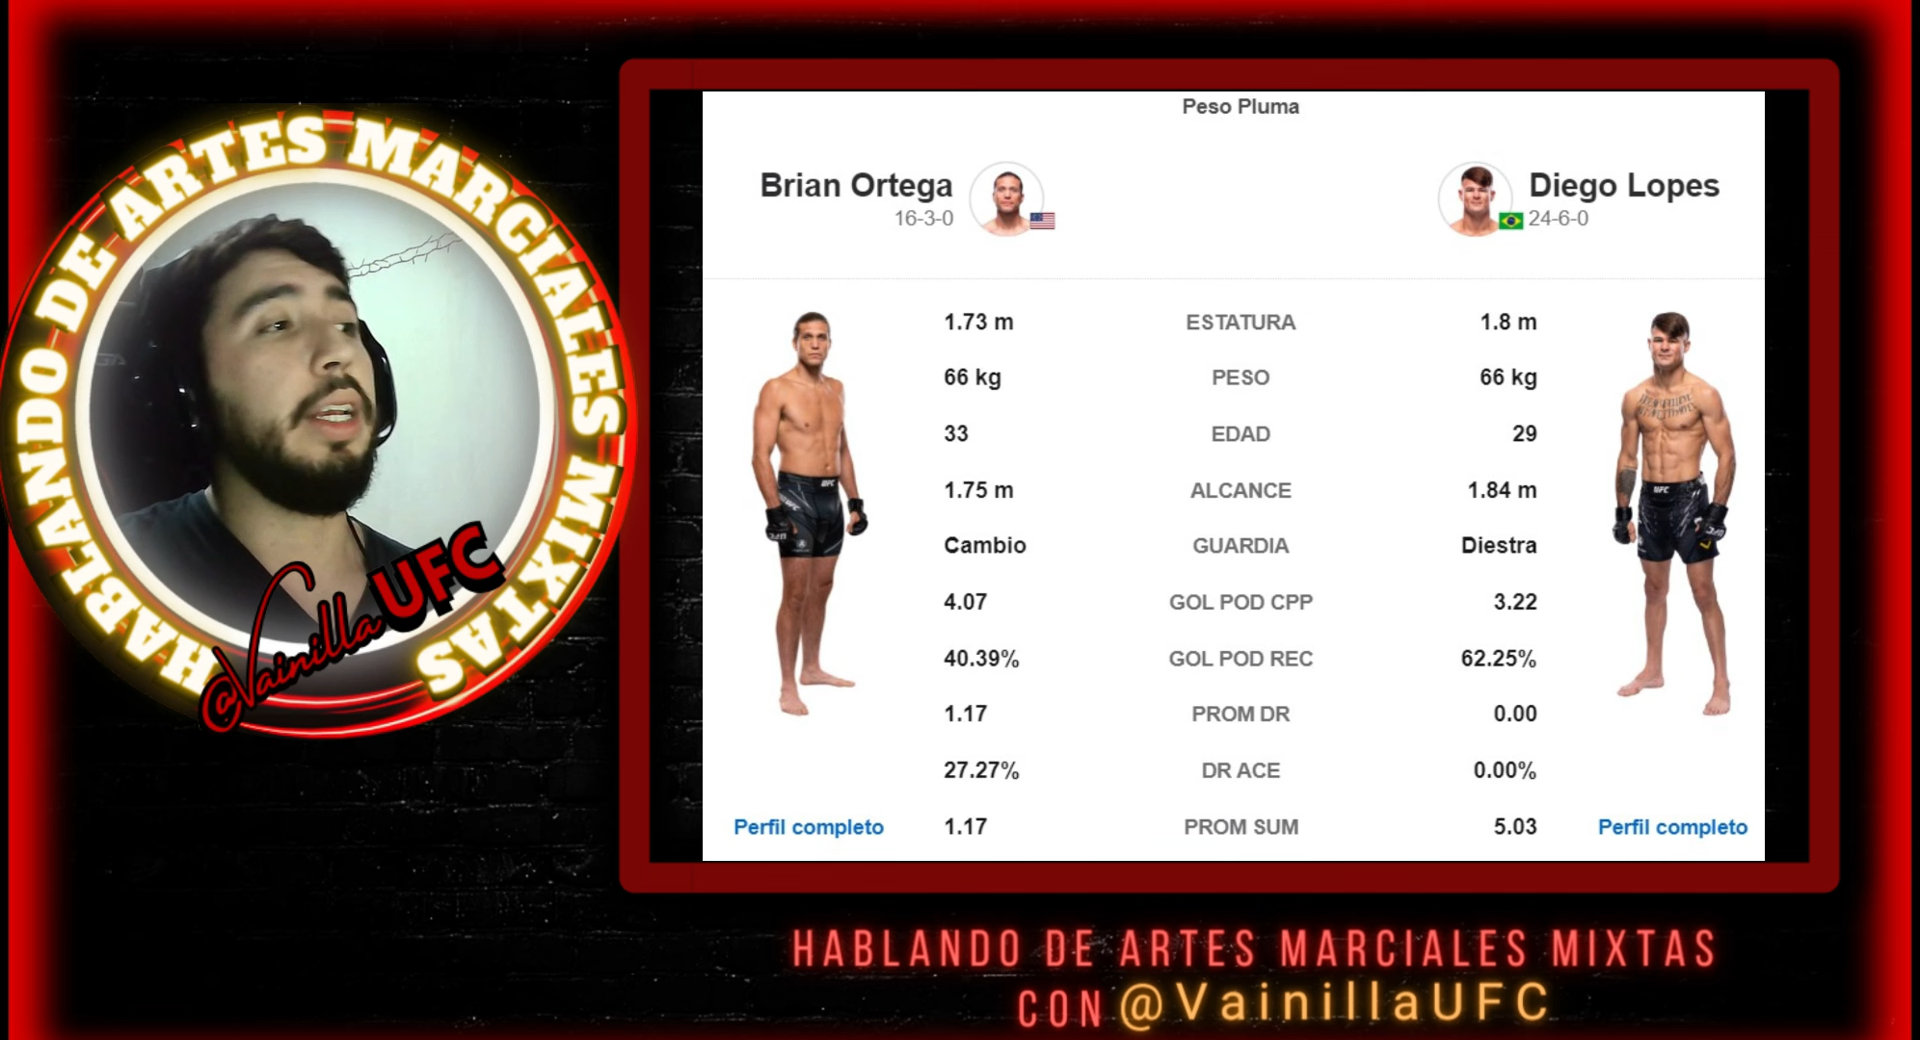 HABLANDO DE ARTES MARCIALES MIXTAS
@Vainilla UFC
Peso Pluma
Brian Ortega
16-3-0
Diego Lopes
24-6-0
1.73 m ESTATURA 1.8 m
66 kg PESO 66 kg
33 EDAD 29
1.75 m ALCANCE 1.84 m
Cambio GUARDIA Diestra
4.07 GOL POD CPP 3.22
40.39% GOL POD REC 62.25%
1.17 PROM DR 0.00
27.27% DR ACE 0.00%
Perfil completo 1.17 PROM SUM 5.03 Perfil completo
UFC
UFC
HABLANDO DE ARTES MARCIALES MIXTAS
CON @VainillaUFC